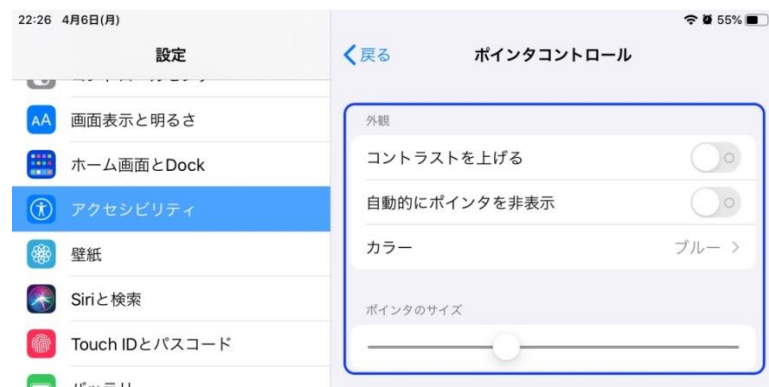 22:26 4月6日(月)
55%
設定
画面表示と明るさ
ホーム画面とDock
アクセシビリティ
壁紙
Siriと検索
Touch IDとパスコード
戻る
ポインタコントロール
外観
コントラストを上げる
自動的にポインタを非表示
カラー
ブルー
ポインタのサイズ